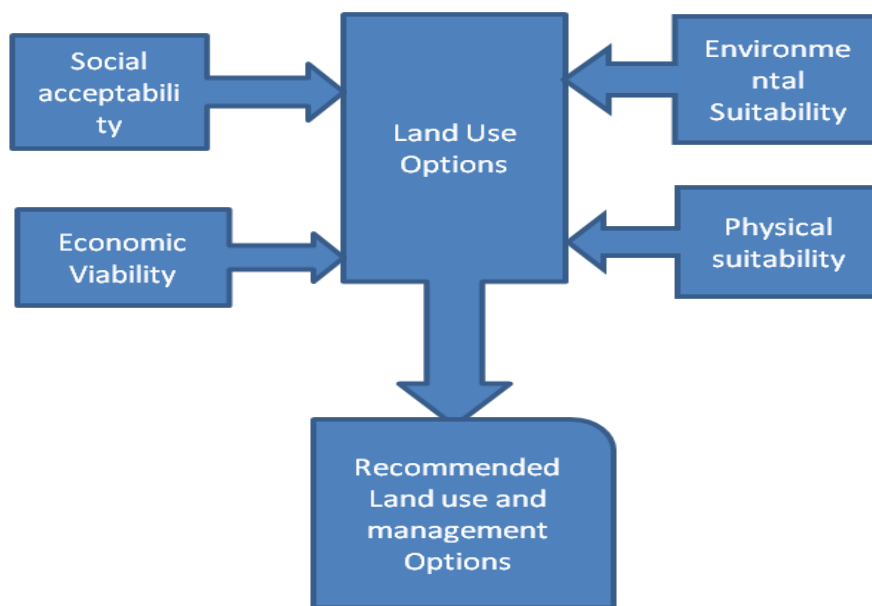 Social
acceptabili
ty
Environme
ntal
Suitability
Land Use
Options
Economic
Viability
Physical
suitability
Recommended
Land use and
management
Options